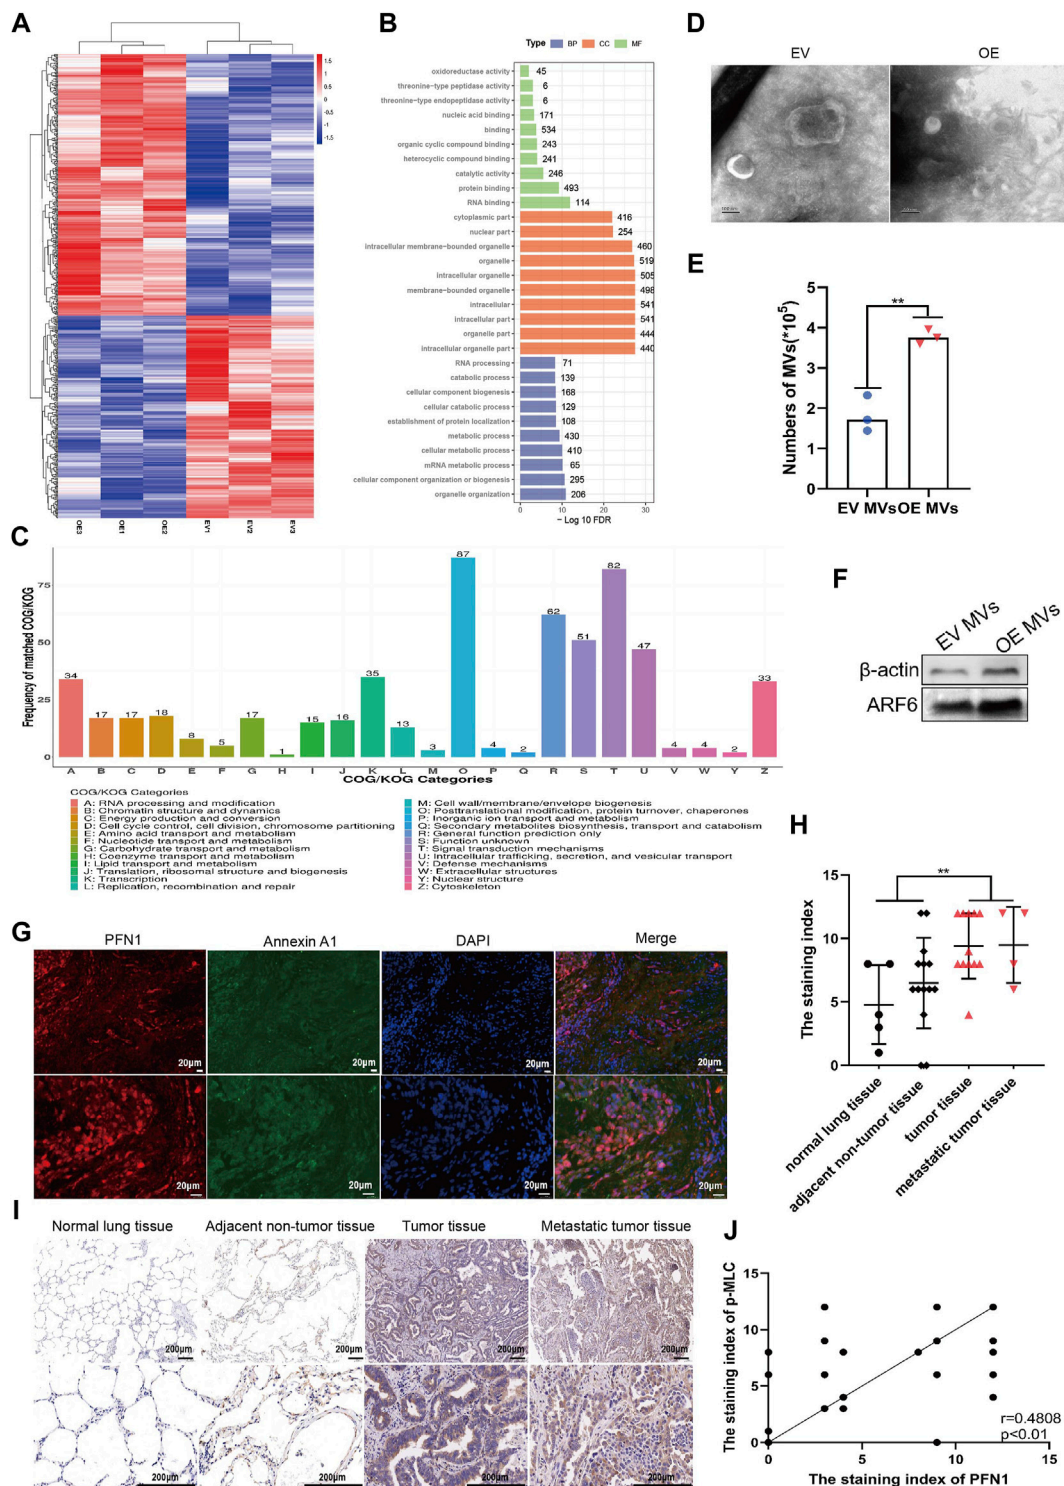 A
1.5
1
0.5
0
-0.5
-1
-1.5
OE3 OE1 OE2 EV1 EV2 EV3
B
Type BP CC MF
oxidoreductase activity 45
threonine-type peptidase activity 6
threonine-type endopeptidase activity 6
nucleic acid binding 171
binding 534
organic cyclic compound binding 243
heterocyclic compound binding 241
catalytic activity 246
protein binding 493
RNA binding 114
cytoplasmic part 416
nuclear part 254
intracellular membrane-bounded organelle 460
organelle 519
intracellular organelle 505
membrane-bounded organelle 498
intracellular 541
intracellular part 541
organelle part 444
intracellular organelle part 440
RNA processing 71
catabolic process 139
cellular component biogenesis 168
cellular catabolic process 129
establishment of protein localization 108
metabolic process 430
cellular metabolic process 410
mRNA metabolic process 65
cellular component organization or biogenesis 295
organelle organization 206
0 10 20 30
− Log 10 FDR
C
Frequency of matched COG/KOG
75
50
25
0
34 17 17 18 8 5 17 1 15 16 35 13 3 87 4 2 62 51 82 47 4 4 2 33
A B C D E F G H I J K L M O P Q R S T U V W Y Z
COG/KOG Categories
COG/KOG Categories
A: RNA processing and modification
B: Chromatin structure and dynamics
C: Energy production and conversion
D: Cell cycle control, cell division, chromosome partitioning
E: Amino acid transport and metabolism
F: Nucleotide transport and metabolism
G: Carbohydrate transport and metabolism
H: Coenzyme transport and metabolism
I: Lipid transport and metabolism
J: Translation, ribosomal structure and biogenesis
K: Transcription
L: Replication, recombination and repair
M: Cell wall/membrane/envelope biogenesis
O: Posttranslational modification, protein turnover, chaperones
P: Inorganic ion transport and metabolism
Q: Secondary metabolites biosynthesis, transport and catabolism
R: General function prediction only
S: Function unknown
T: Signal transduction mechanisms
U: Intracellular trafficking, secretion, and vesicular transport
V: Defense mechanisms
W: Extracellular structures
Y: Nuclear structure
Z: Cytoskeleton
D
EV OE
E
Numbers of MVs(*10⁵)
5
4
3
2
1
0
**
EV MVs OE MVs
F
EV MVs OE MVs
β-actin
ARF6
G
PFN1 Annexin A1 DAPI Merge
20μm 20μm 20μm 20μm
20μm 20μm 20μm 20μm
H
The staining index
15
10
5
0
**
normal lung tissue
adjacent non-tumor tissue
tumor tissue
metastatic tumor tissue
I
Normal lung tissue Adjacent non-tumor tissue Tumor tissue Metastatic tumor tissue
200μm 200μm 200μm 200μm
200μm 200μm 200μm 200μm
J
The staining index of p-MLC
15
10
5
0
r=0.4808
p<0.01
0 5 10 15
The staining index of PFN1